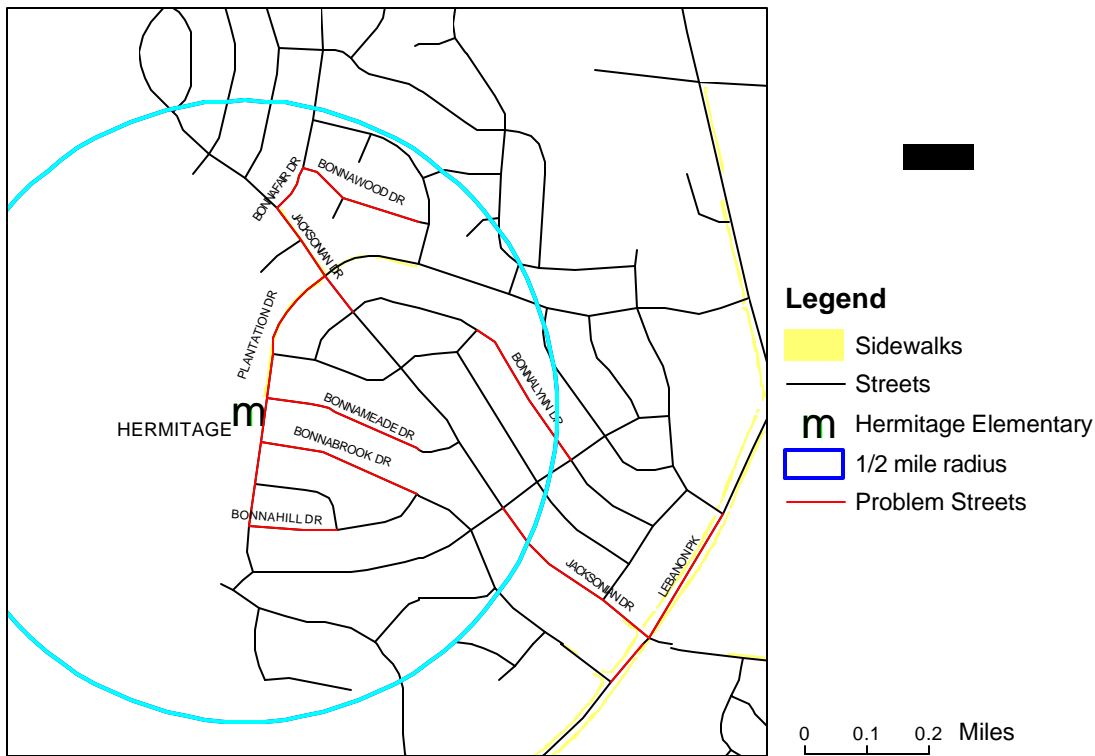 BONNAFAIR DR
BONNAWOOD DR
JACKSONIAN DR
PLANTATION DR
BONNALYNN DR
BONNAMEADE DR
HERMITAGE m
BONNABROOK DR
BONNAHILL DR
JACKSONIAN DR
LEBANON PK
Legend
Sidewalks
Streets
m Hermitage Elementary
1/2 mile radius
Problem Streets
0 0.1 0.2 Miles